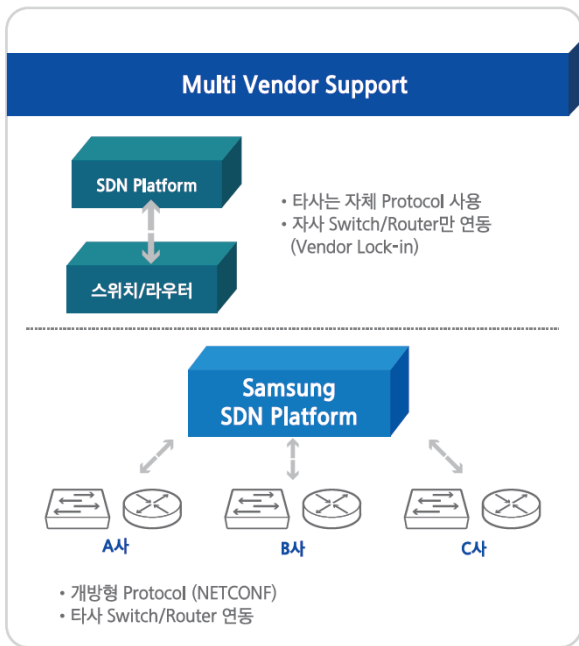 Multi Vendor Support
SDN Platform
스위치/라우터
• 타사는 자체 Protocol 사용
• 자사 Switch/Router만 연동
(Vendor Lock-in)
Samsung
SDN Platform
A사
B사
C사
• 개방형 Protocol (NETCONF)
• 타사 Switch/Router 연동